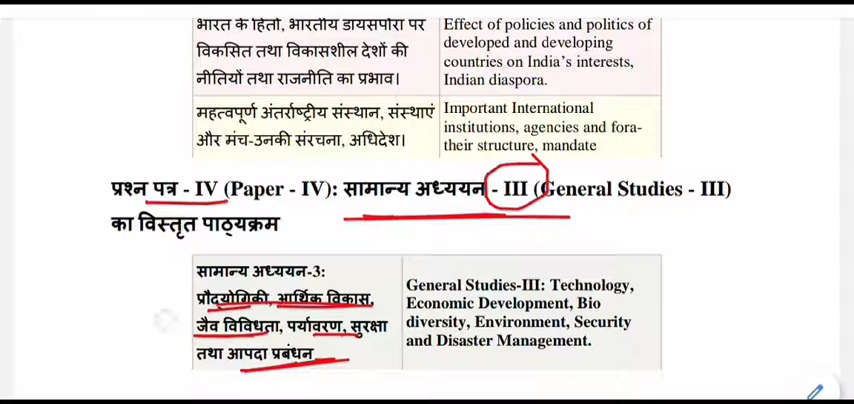 भारत के हितों, भारतीय डायसपोरा पर
विकसित तथा विकासशील देशों की
नीतियों तथा राजनीति का प्रभाव।
Effect of policies and politics of
developed and developing
countries on India's interests,
Indian diaspora.
महत्वपूर्ण अंतर्राष्ट्रीय संस्थान, संस्थाएं
और मंच-उनकी संरचना, अधिदेश।
Important International
institutions, agencies and fora-
their structure, mandate
प्रश्न पत्र - IV (Paper - IV): सामान्य अध्ययन - III (General Studies - III)
का विस्तृत पाठ्यक्रम
सामान्य अध्ययन-3:
प्रौद्योगिकी, आर्थिक विकास,
जैव विविधता, पर्यावरण, सुरक्षा
तथा आपदा प्रबंधन
General Studies-III: Technology,
Economic Development, Bio
diversity, Environment, Security
and Disaster Management.